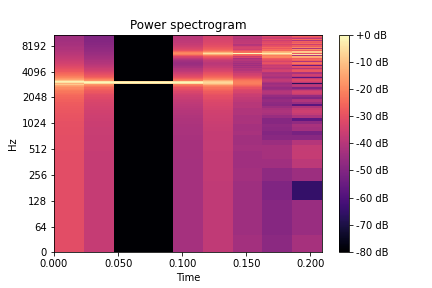 Power spectrogram
8192
4096
2048
1024
512
256
128
64
0
Hz
0.000 0.050 0.100 0.150 0.200
Time
+0 dB
-10 dB
-20 dB
-30 dB
-40 dB
-50 dB
-60 dB
-70 dB
-80 dB